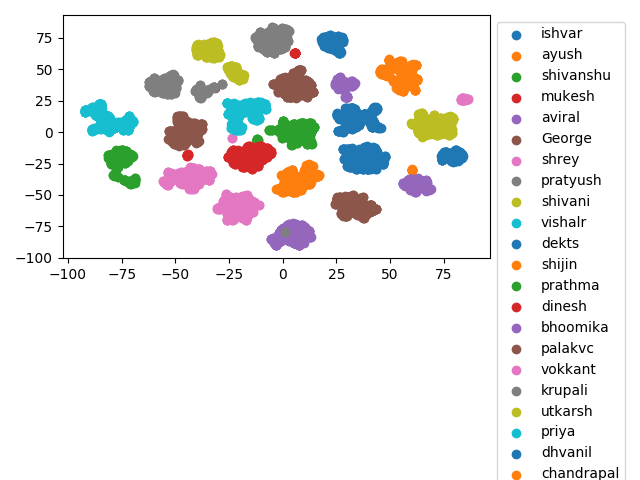 75
50
25
0
−25
−50
−75
−100
−100
−75
−50
−25
0
25
50
75
ishvar
ayush
shivanshu
mukesh
aviral
George
shrey
pratyush
shivani
vishalr
dekts
shijin
prathma
dinesh
bhoomika
palakvc
vokkant
krupali
utkarsh
priya
dhvanil
chandrapal